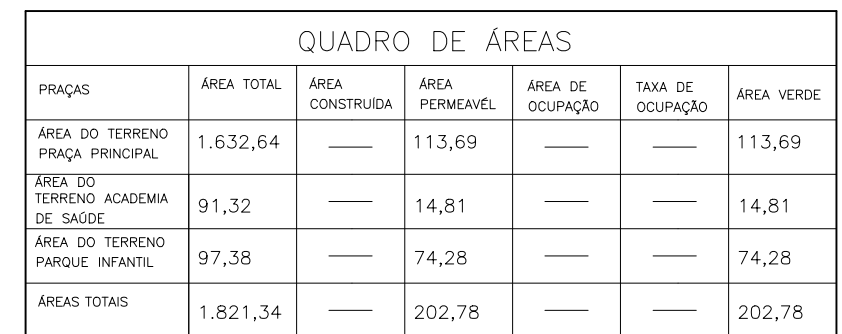 QUADRO DE ÁREAS
PRAÇAS ÁREA TOTAL ÁREA CONSTRUÍDA ÁREA PERMEAVÉL ÁREA DE OCUPAÇÃO TAXA DE OCUPAÇÃO ÁREA VERDE
ÁREA DO TERRENO
PRAÇA PRINCIPAL
1.632,64 —— 113,69 —— —— 113,69
ÁREA DO
TERRENO ACADEMIA
DE SAÚDE
91,32 —— 14,81 —— —— 14,81
ÁREA DO TERRENO
PARQUE INFANTIL
97,38 —— 74,28 —— —— 74,28
ÁREAS TOTAIS
1.821,34 —— 202,78 —— —— 202,78